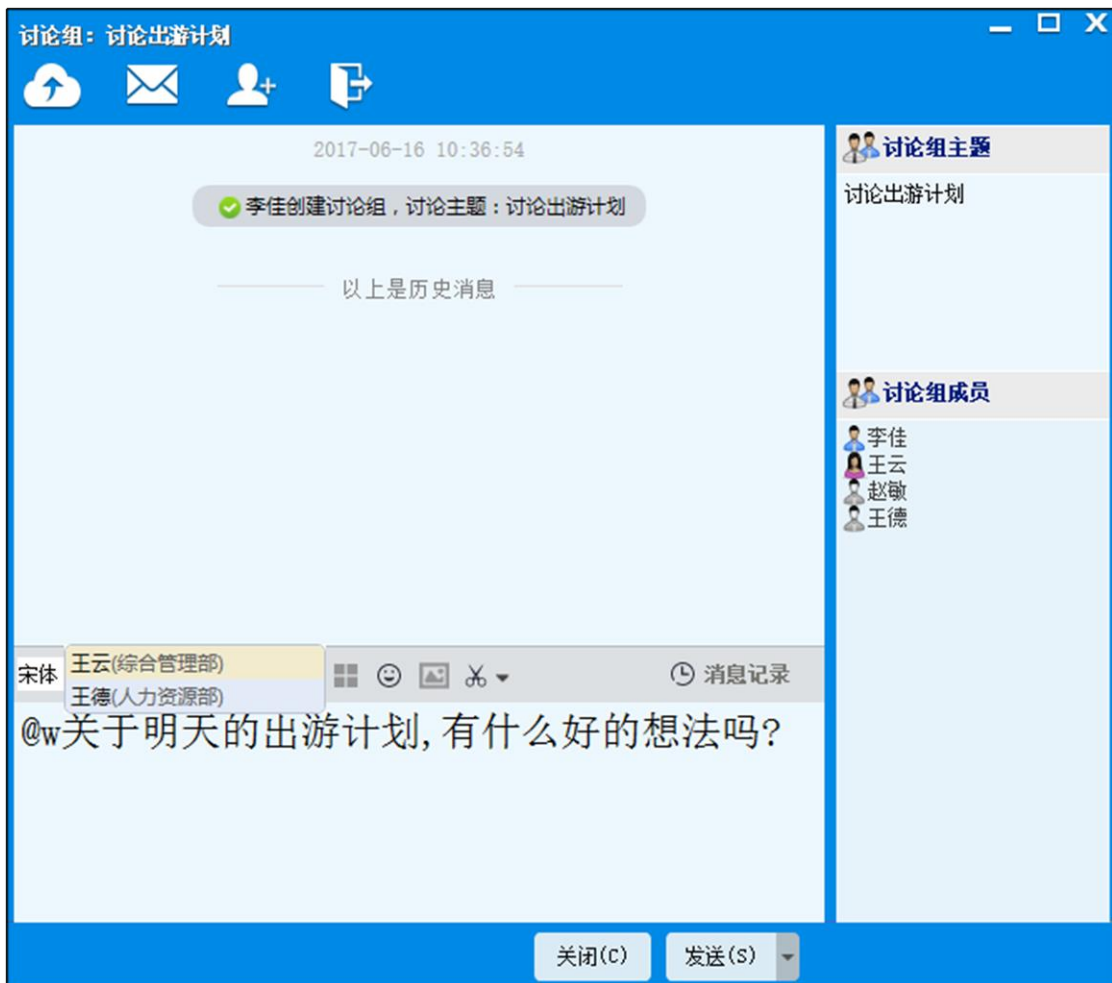 讨论组：讨论出游计划
2017-06-16 10:36:54
李佳创建讨论组，讨论主题：讨论出游计划
以上是历史消息
讨论组主题
讨论出游计划
讨论组成员
李佳
王云
赵敏
王德
宋体
王云(综合管理部)
王德(人力资源部)
消息记录
@w关于明天的出游计划,有什么好的想法吗?
关闭(C)
发送(S)